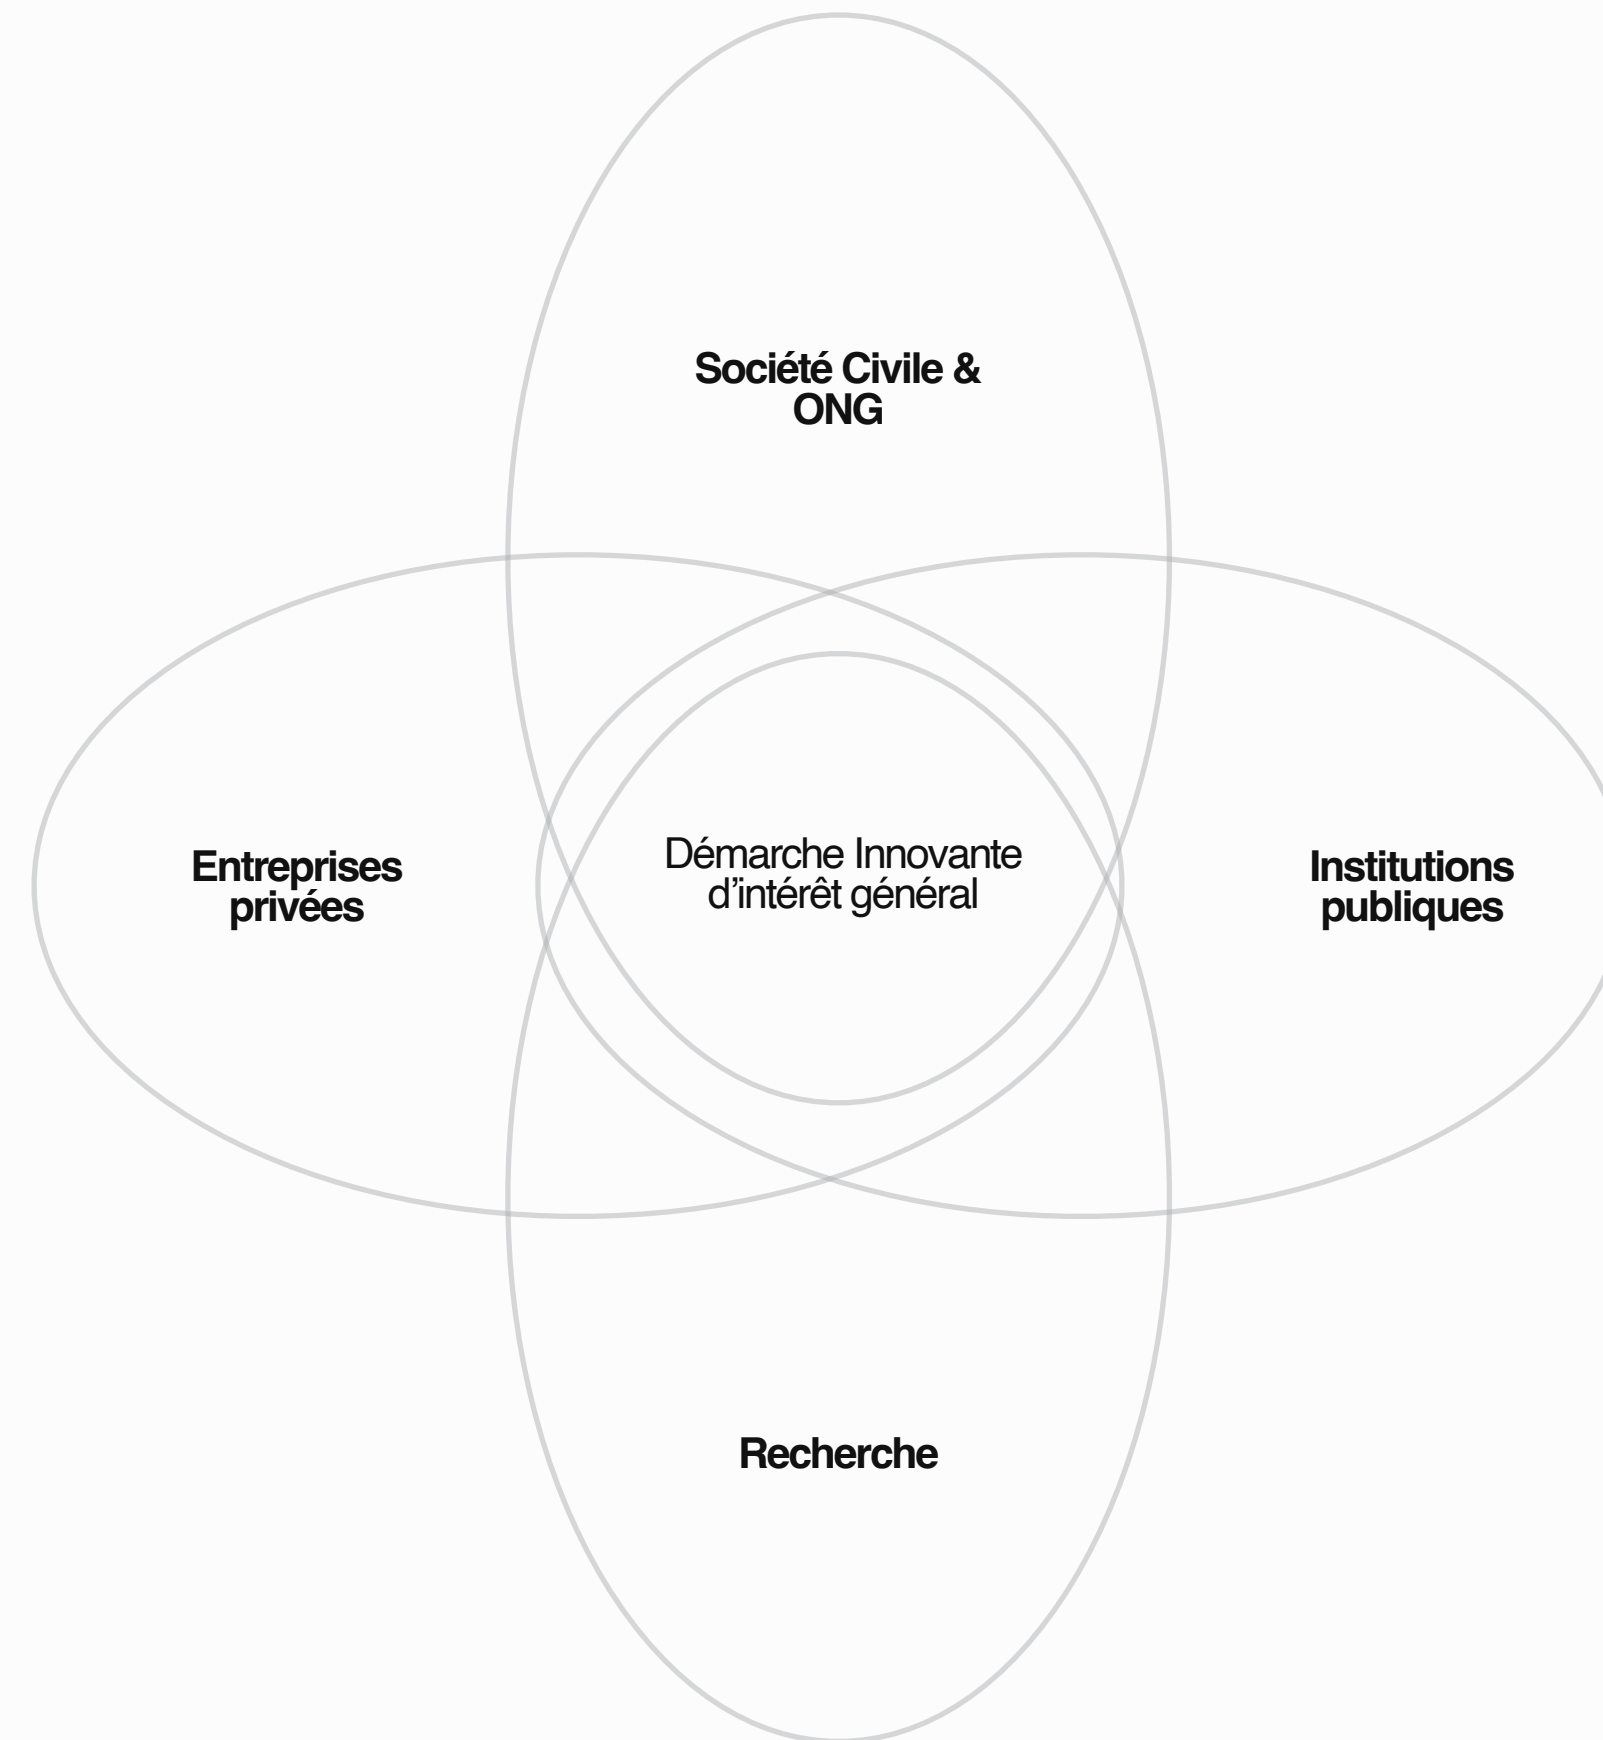 Société Civile &
ONG
Entreprises
privées
Démarche Innovante
d’intérêt général
Institutions
publiques
Recherche